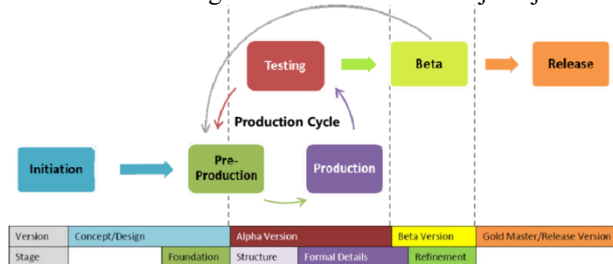 Testing
Beta
Release
Production Cycle
Initiation
Pre-
Production
Production
Version Concept/Design Alpha Version Beta Version Gold Master/Release Version
Stage Foundation Structure Formal Details Refinement